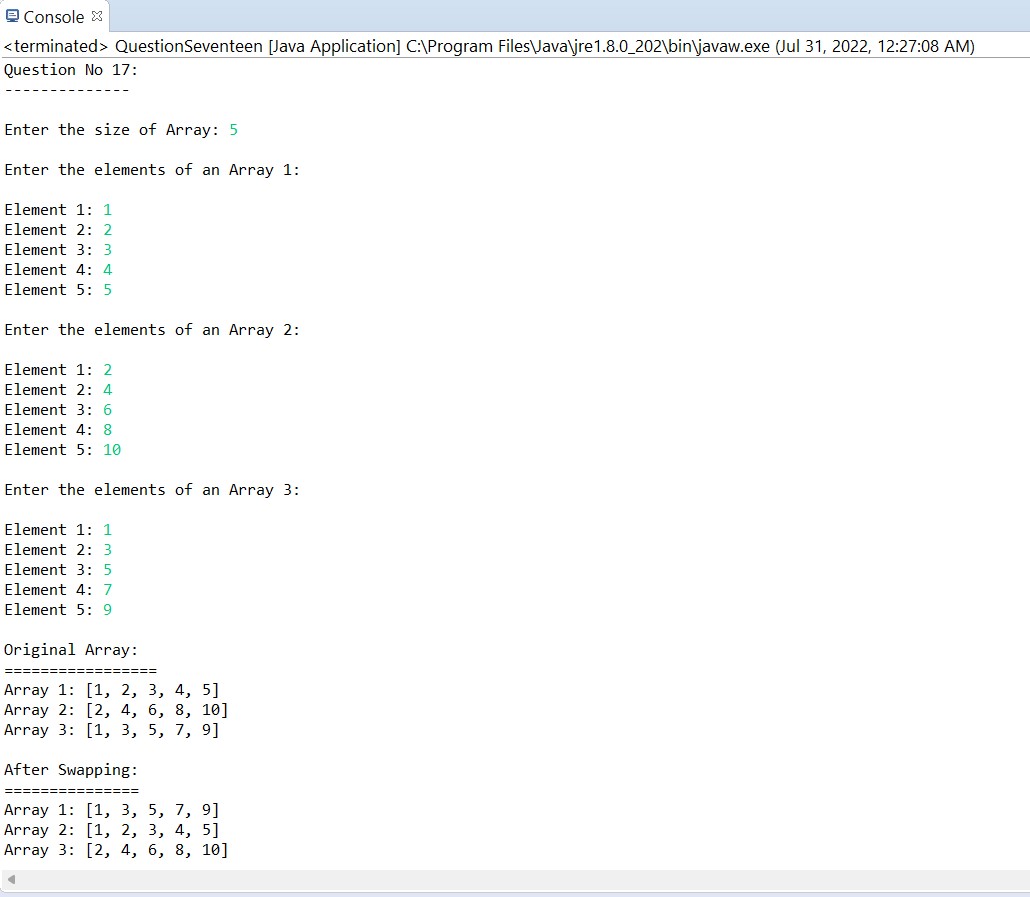 Console
<terminated> QuestionSeventeen [Java Application] C:\Program Files\Java\jre1.8.0_202\bin\javaw.exe (Jul 31, 2022, 12:27:08 AM)
Question No 17:
--------------
Enter the size of Array: 5
Enter the elements of an Array 1:
Element 1: 1
Element 2: 2
Element 3: 3
Element 4: 4
Element 5: 5
Enter the elements of an Array 2:
Element 1: 2
Element 2: 4
Element 3: 6
Element 4: 8
Element 5: 10
Enter the elements of an Array 3:
Element 1: 1
Element 2: 3
Element 3: 5
Element 4: 7
Element 5: 9
Original Array:
=================
Array 1: [1, 2, 3, 4, 5]
Array 2: [2, 4, 6, 8, 10]
Array 3: [1, 3, 5, 7, 9]
After Swapping:
===============
Array 1: [1, 3, 5, 7, 9]
Array 2: [1, 2, 3, 4, 5]
Array 3: [2, 4, 6, 8, 10]